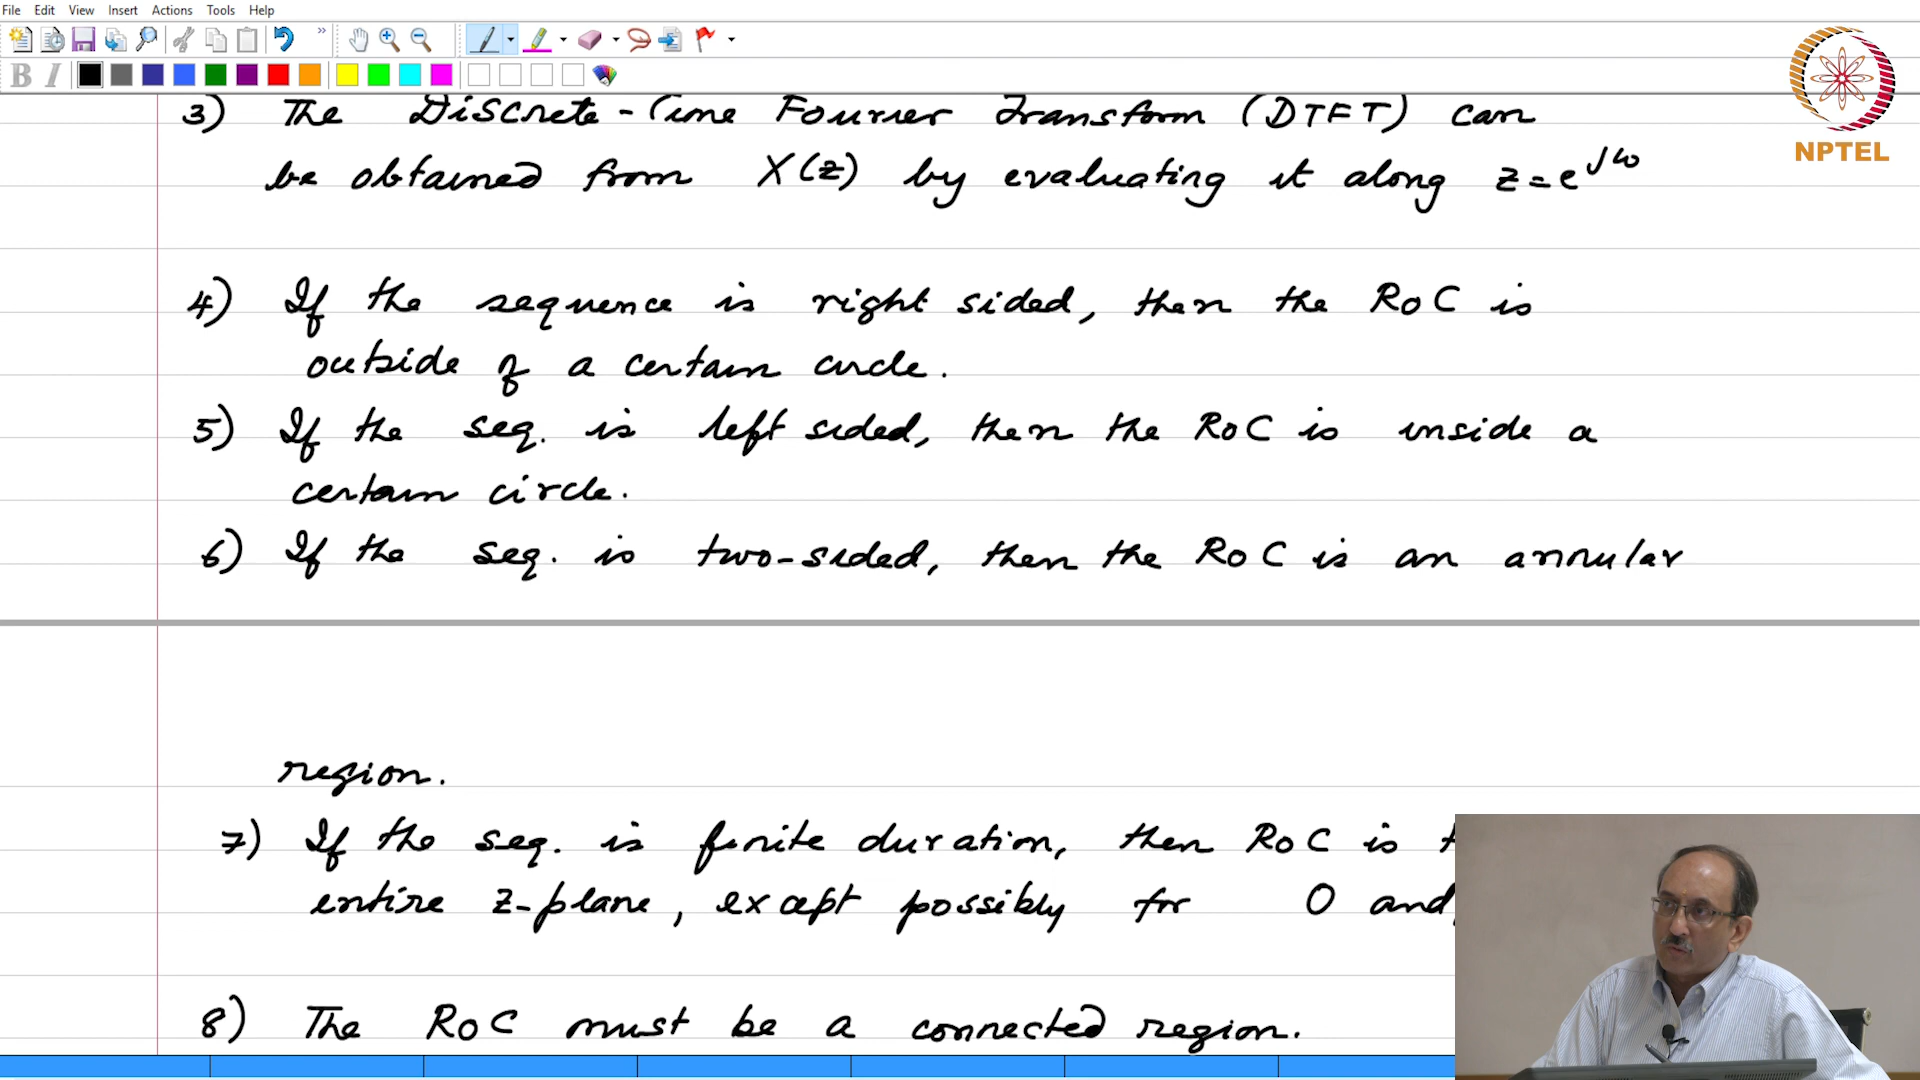 File Edit View Insert Actions Tools Help
B I
NPTEL
3) The Discrete-Time Fourier Transform (DTFT) can
be obtained from X(z) by evaluating it along z=e^jω
4) If the sequence is right sided, then the RoC is
outside of a certain circle.
5) If the seq. is left sided, then the RoC is inside a
certain circle.
6) If the seq. is two-sided, then the RoC is an annular
region.
7) If the seq. is finite duration, then RoC is
entire z-plane, except possibly for 0 and
8) The RoC must be a connected region.